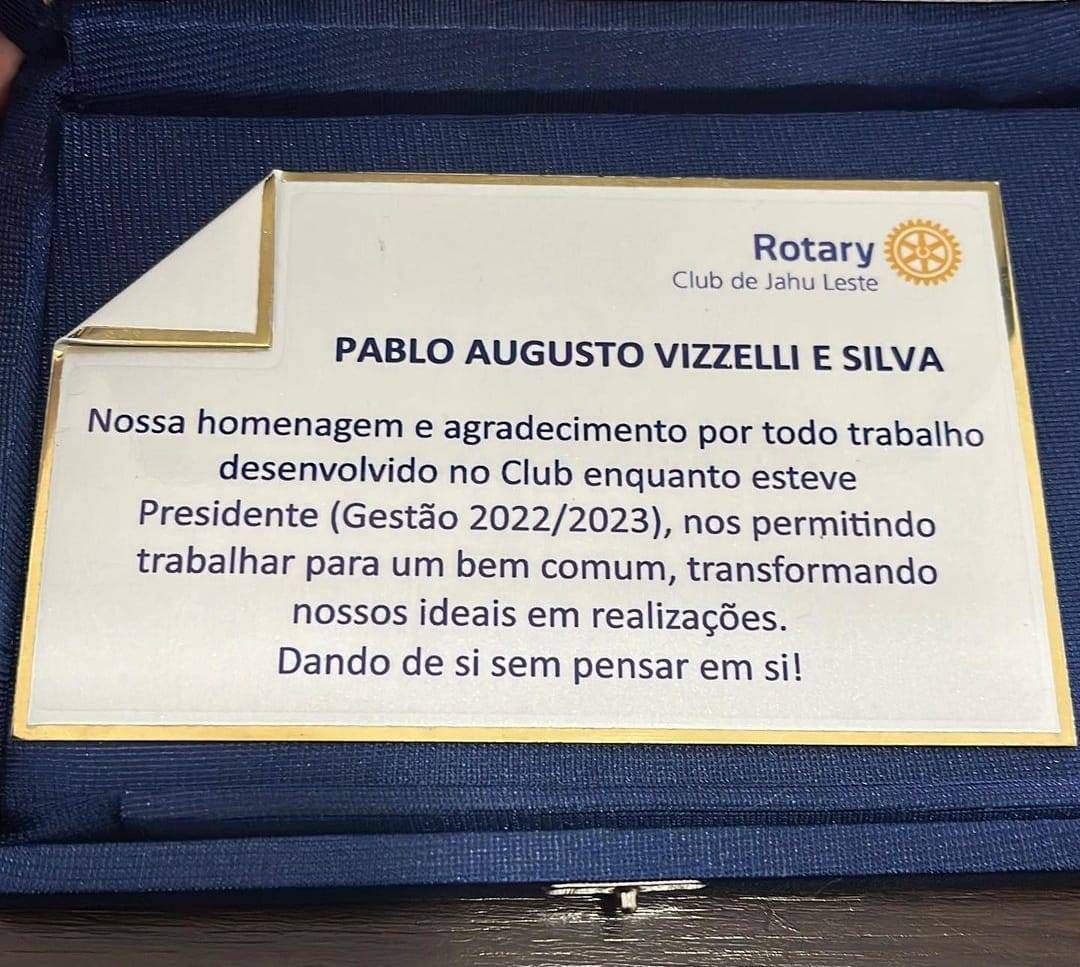 Rotary
Club de Jahu Leste
PABLO AUGUSTO VIZZELLI E SILVA
Nossa homenagem e agradecimento por todo trabalho
desenvolvido no Club enquanto esteve
Presidente (Gestão 2022/2023), nos permitindo
trabalhar para um bem comum, transformando
nossos ideais em realizações.
Dando de si sem pensar em si!